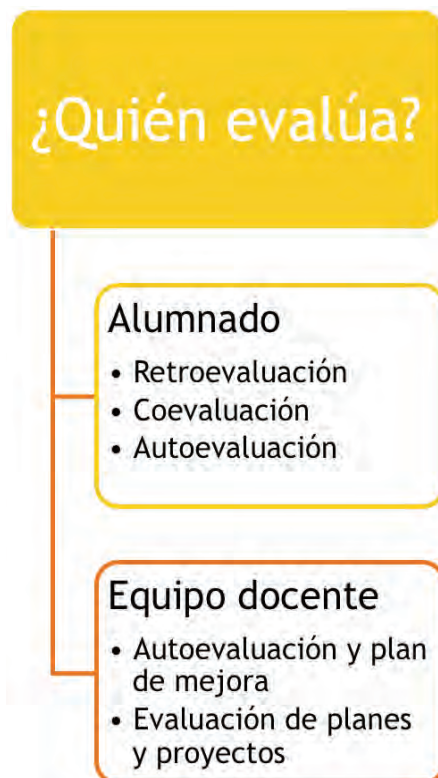 ¿Quién evalúa?
Alumnado
• Retroevaluación
• Coevaluación
• Autoevaluación
Equipo docente
• Autoevaluación y plan
de mejora
• Evaluación de planes
y proyectos